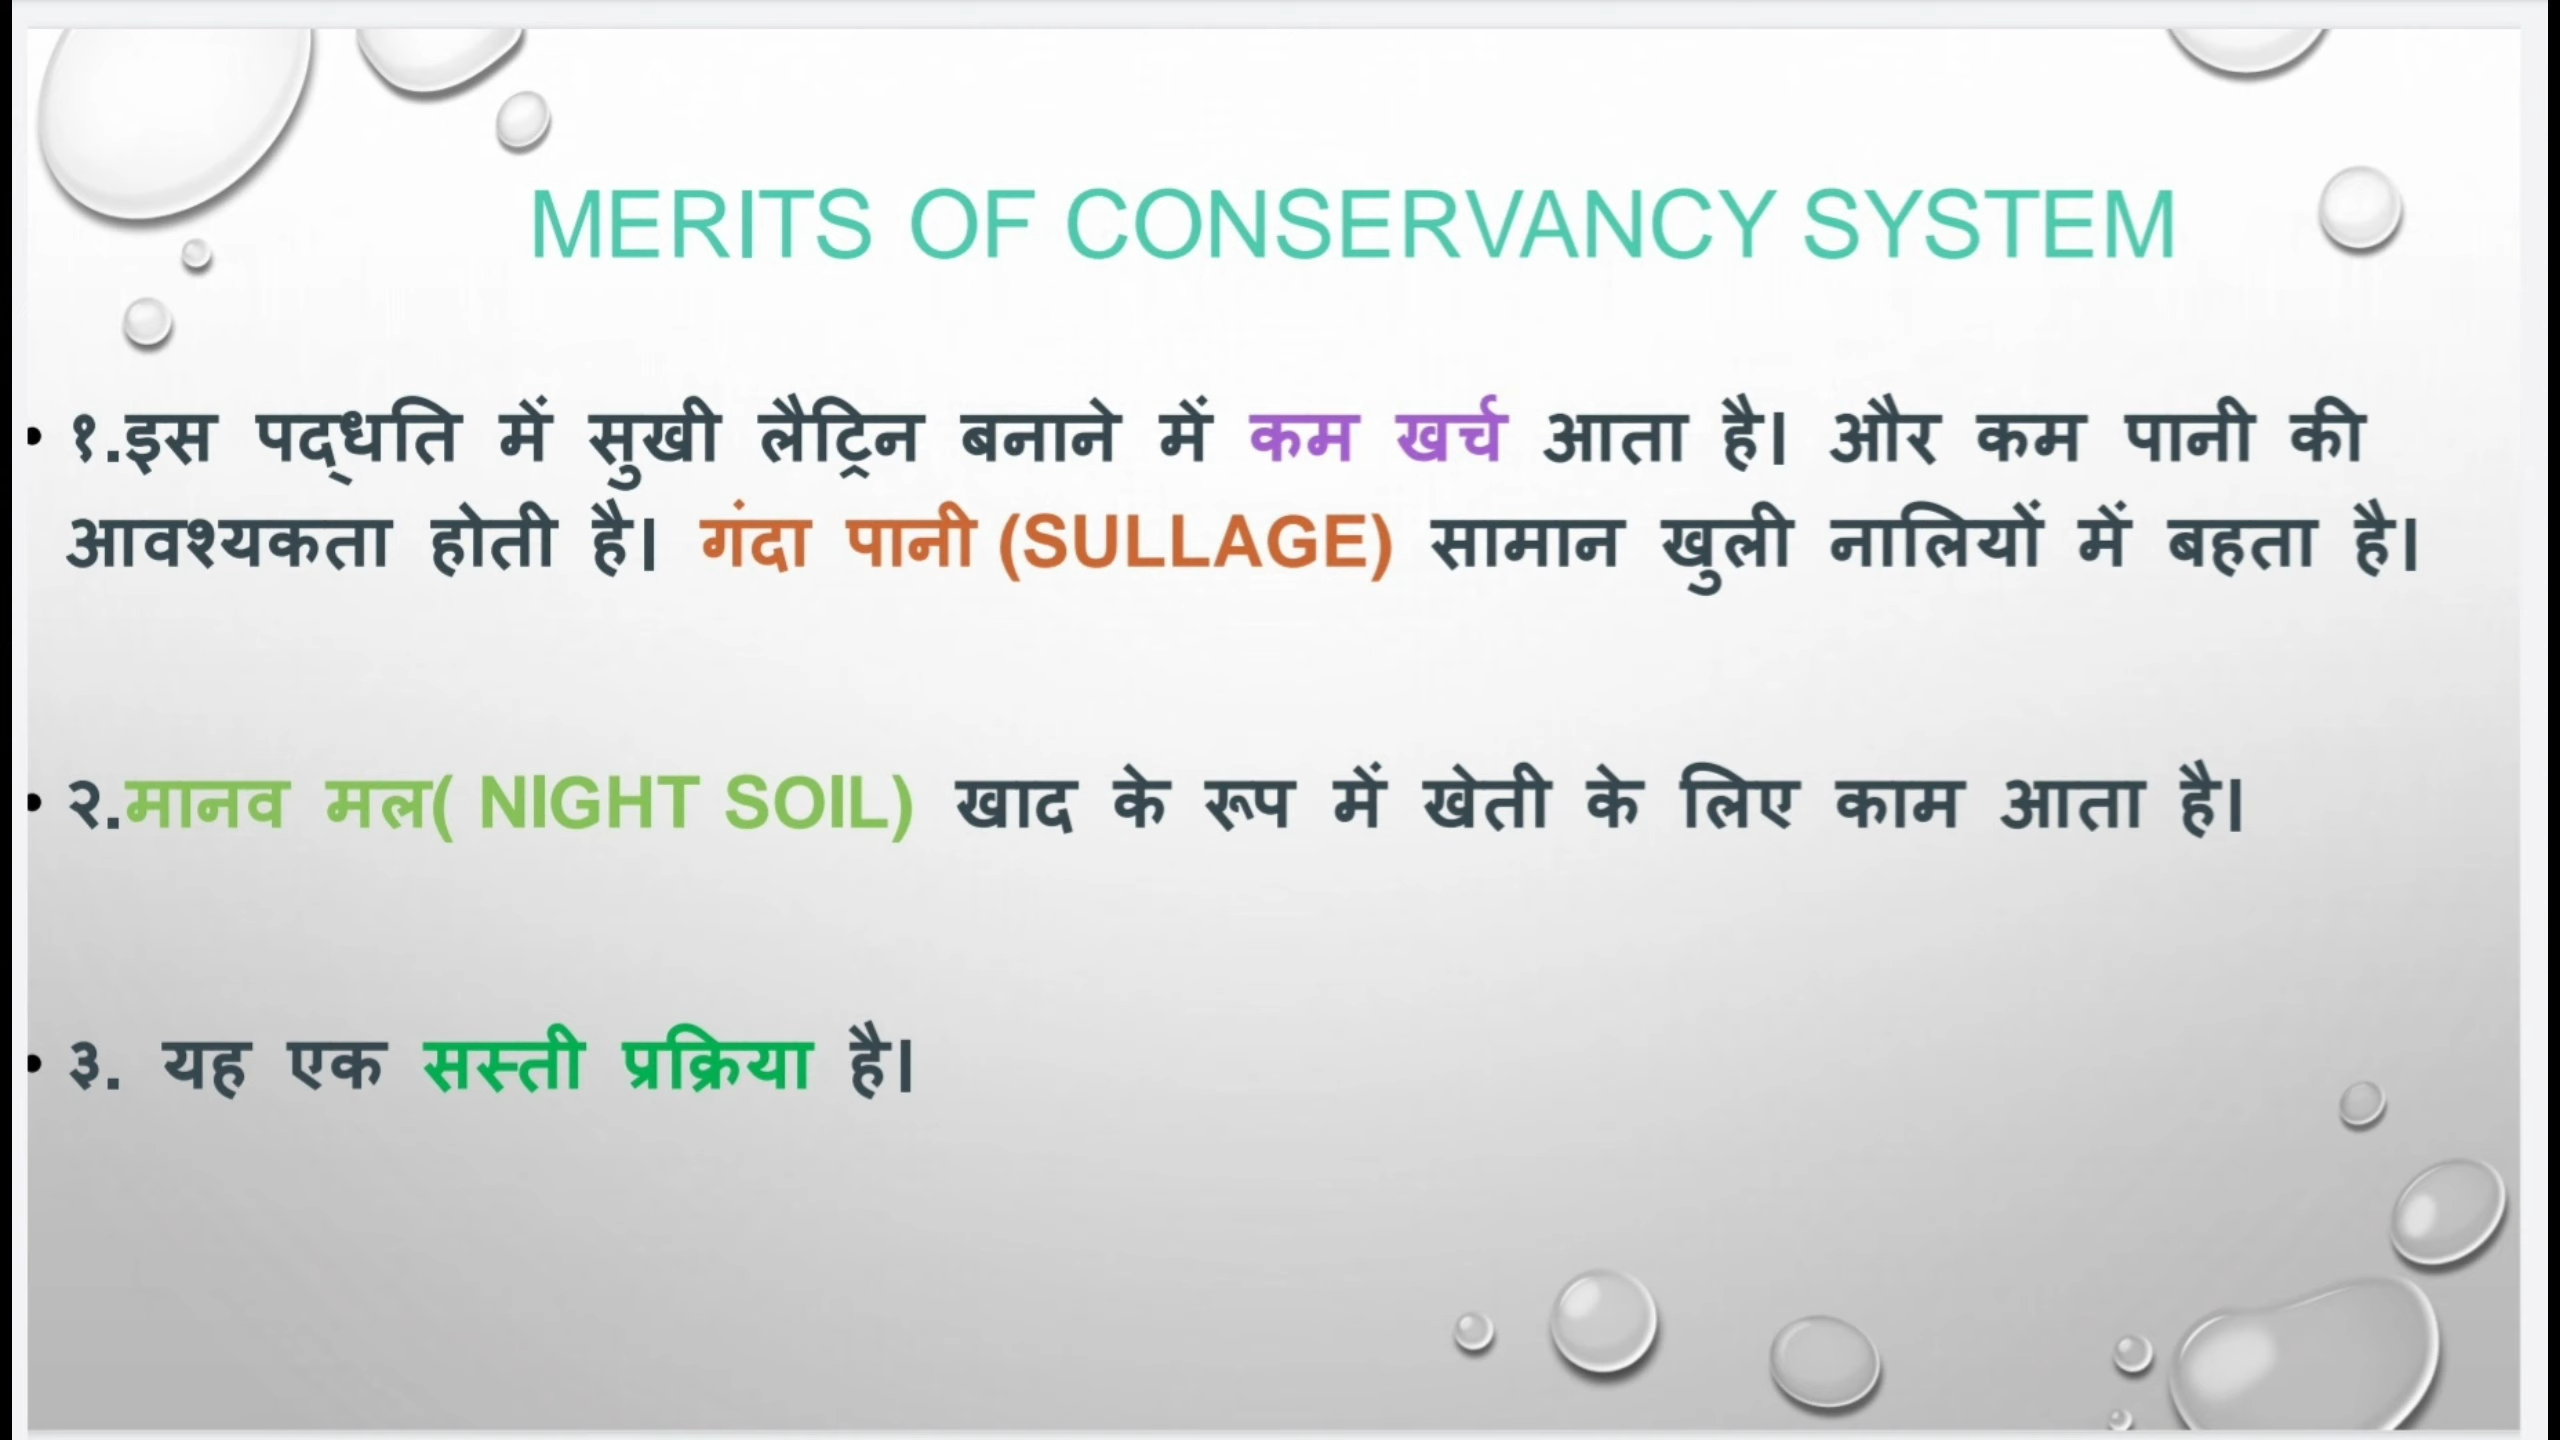 MERITS OF CONSERVANCY SYSTEM
• १.इस पद्धति में सुखी लैट्रिन बनाने में कम खर्च आता है। और कम पानी की
आवश्यकता होती है। गंदा पानी (SULLAGE) सामान खुली नालियों में बहता है।
• २.मानव मल( NIGHT SOIL) खाद के रूप में खेती के लिए काम आता है।
• ३. यह एक सस्ती प्रक्रिया है।